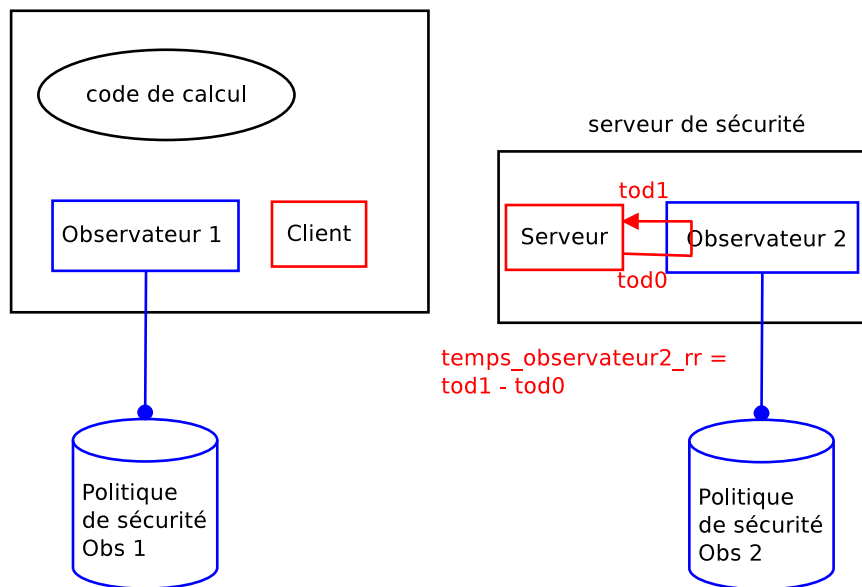 code de calcul
serveur de sécurité
Observateur 1
Client
tod1
Serveur
Observateur 2
tod0
temps_observateur2_rr =
tod1 - tod0
Politique
de sécurité
Obs 1
Politique
de sécurité
Obs 2